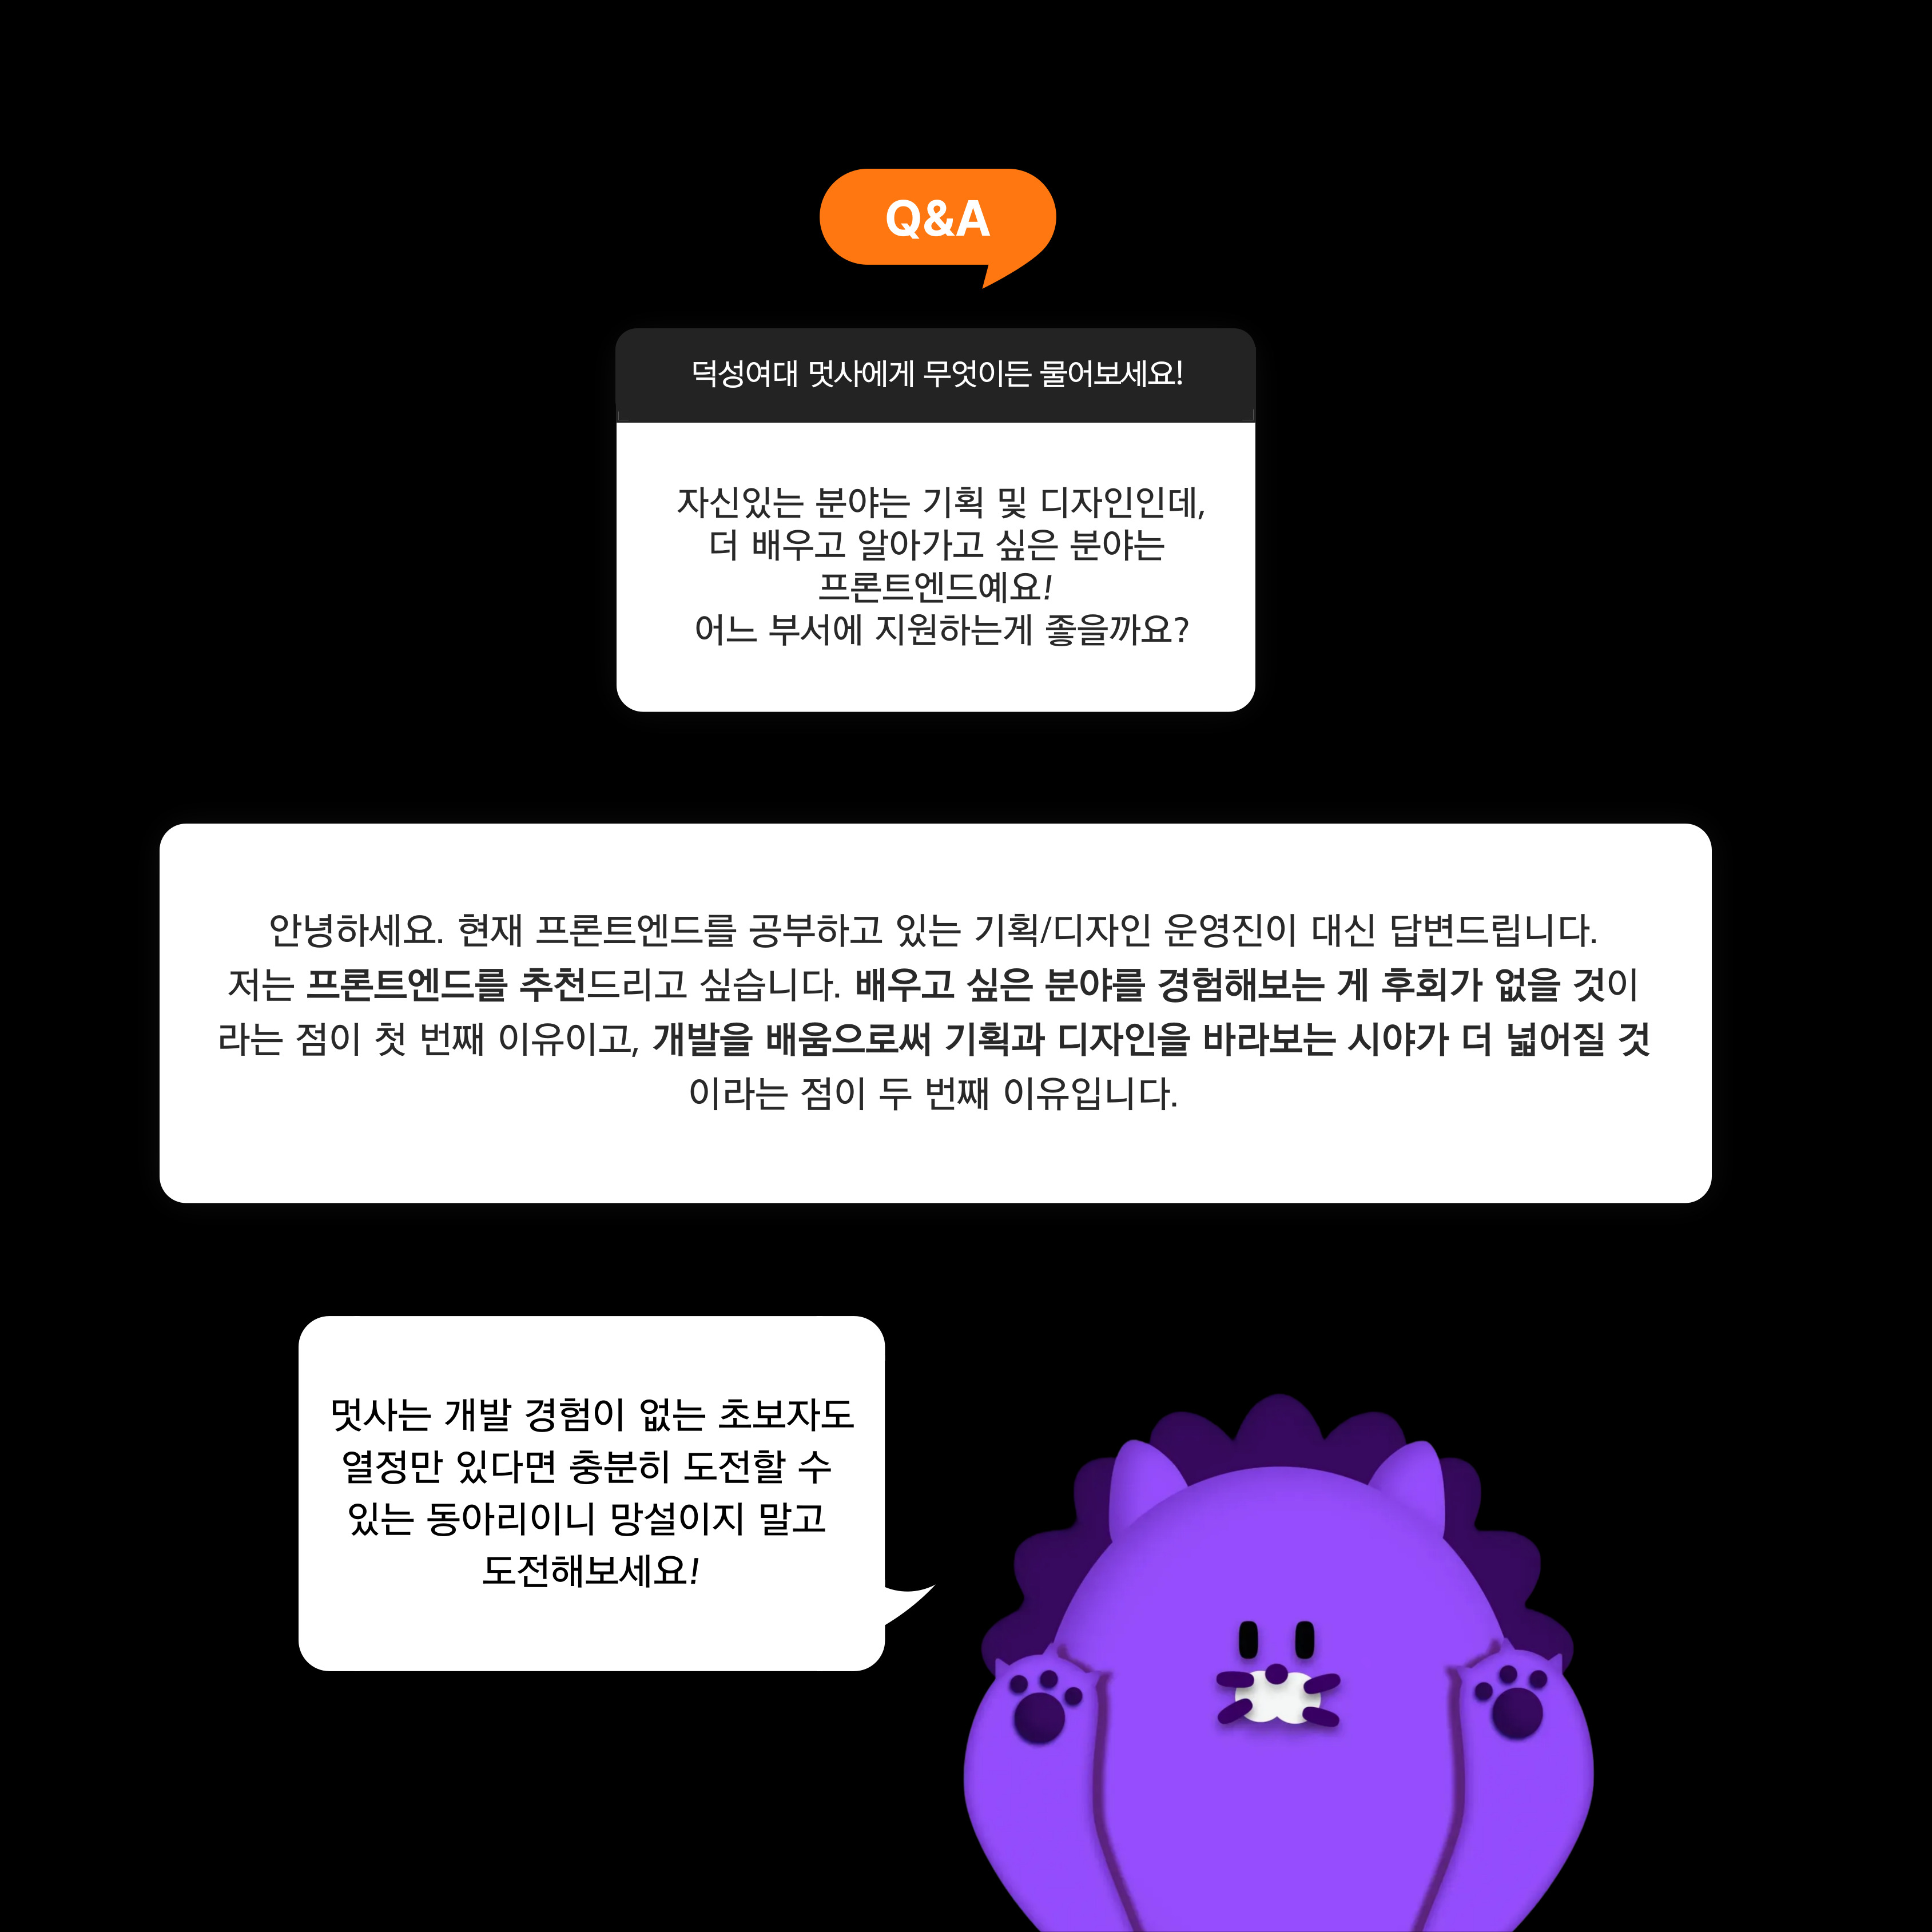 Q&A
덕성여대 멋사에게 무엇이든 물어보세요!
자신있는 분야는 기획 및 디자인인데,
더 배우고 알아가고 싶은 분야는
프론트엔드예요!
어느 부서에 지원하는게 좋을까요?
안녕하세요. 현재 프론트엔드를 공부하고 있는 기획/디자인 운영진이 대신 답변드립니다.
저는 프론트엔드를 추천드리고 싶습니다. 배우고 싶은 분야를 경험해보는 게 후회가 없을 것이
라는 점이 첫 번째 이유이고, 개발을 배움으로써 기획과 디자인을 바라보는 시야가 더 넓어질 것
이라는 점이 두 번째 이유입니다.
멋사는 개발 경험이 없는 초보자도
열정만 있다면 충분히 도전할 수
있는 동아리이니 망설이지 말고
도전해보세요!